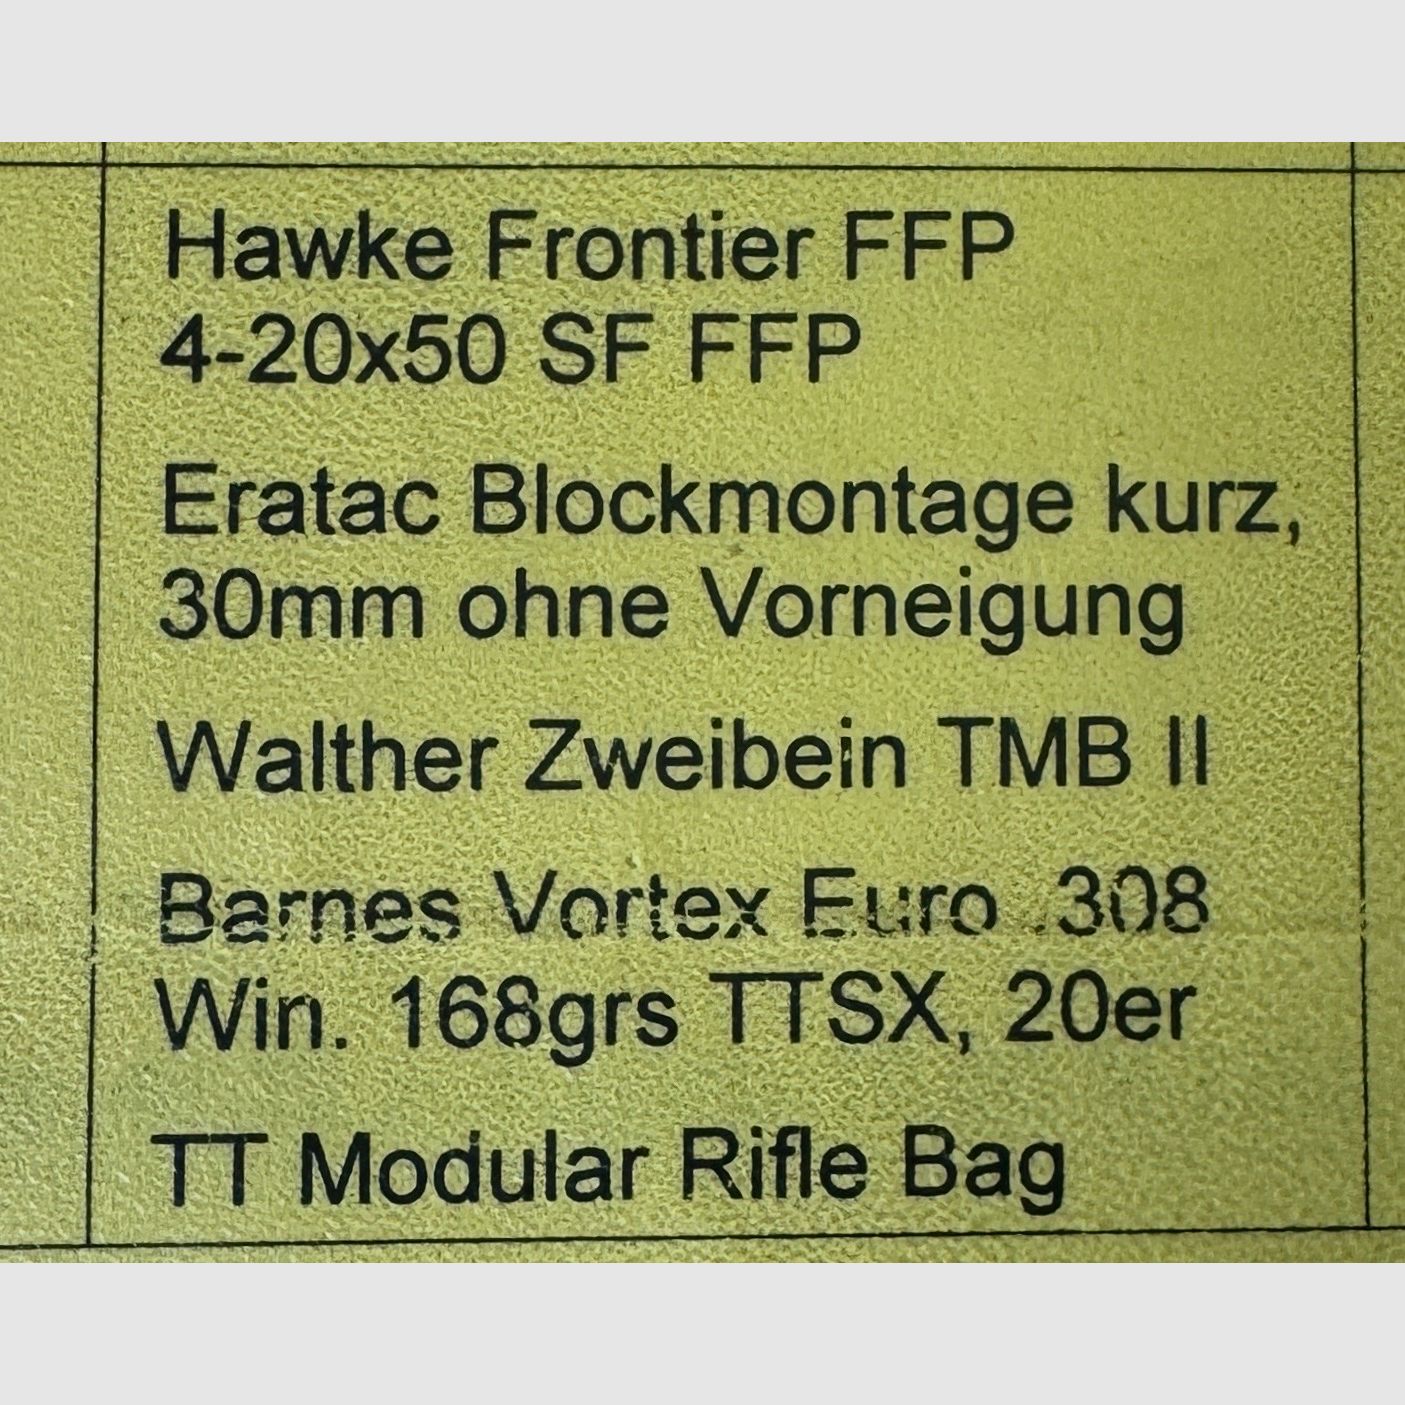 Hawke Frontier FFP
4-20x50 SF FFP
Eratac Blockmontage kurz,
30mm ohne Vorneigung
Walther Zweibein TMB II
Barnes Vortex Euro .308
Win. 168grs TTSX, 20er
TT Modular Rifle Bag